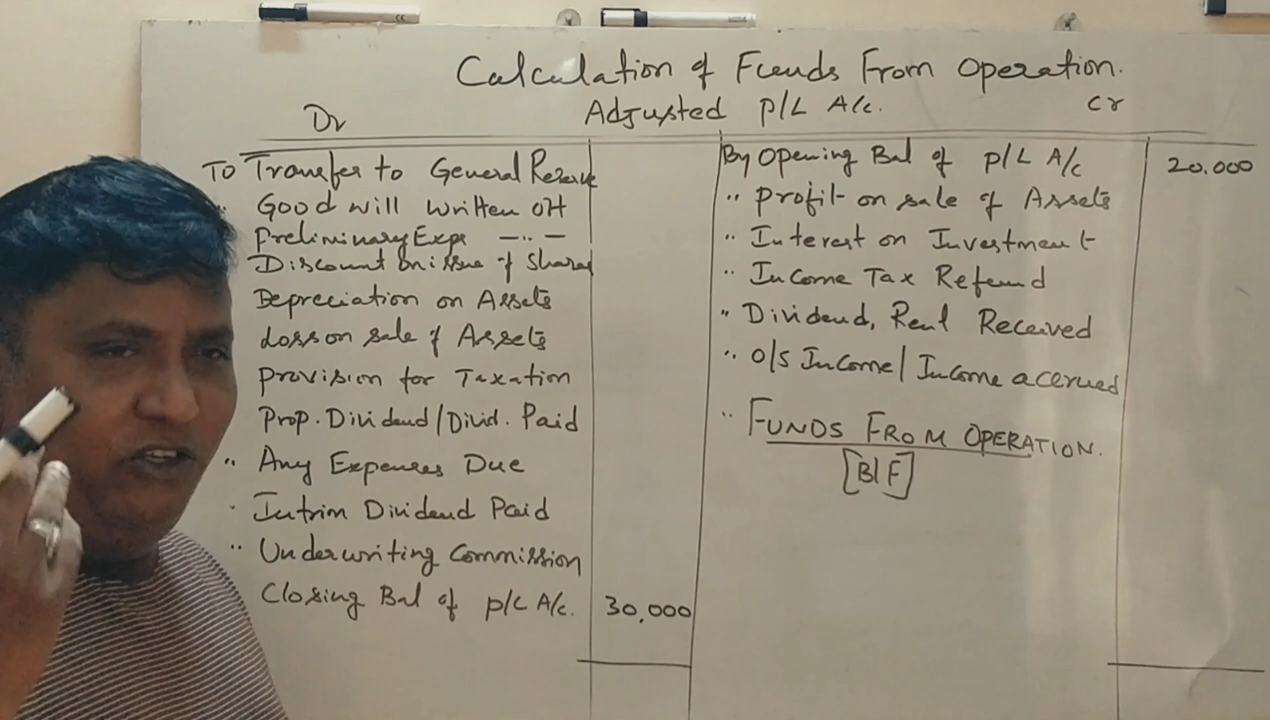 Calculation of Funds From Operation.
Dr Adjusted P/L A/c. Cr
To Transfer to General Reserve
" Good will written off
Preliminary Exps —..—
Discount on issue of Shares
Depreciation on Assets
Loss on sale of Assets
Provision for Taxation
Prop. Dividend/Divid. Paid
" Any Expenses Due
" Intrim Dividend Paid
" Underwriting Commission
Closing Bal of P/L A/c. 30,000
By Opening Bal of P/L A/c 20.000
" Profit on sale of Assets
" Interest on Investment
" Income Tax Refund
" Dividend, Rent Received
" O/S Income/Income accrued
" FUNDS FROM OPERATION.
[B/F]